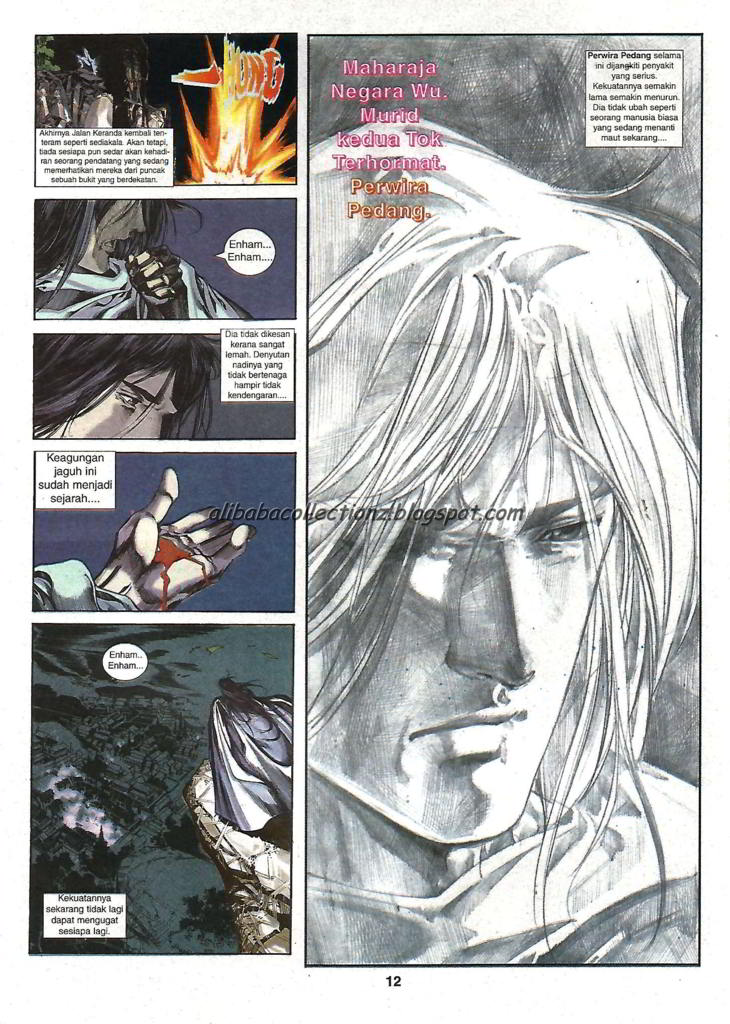 HUNG
Akhirnya Jalan Keranda kembali ten-
teram seperti sediakala. Akan tetapi,
tiada sesiapa pun sedar akan kehadi-
ran seorang pendatang yang sedang
memerhatikan mereka dari puncak
sebuah bukit yang berdekatan.
Enham...
Enham....
Dia tidak dikesan
kerana sangat
lemah. Denyutan
nadinya yang
tidak bertenaga
hampir tidak
kendengaran....
Keagungan
jaguh ini
sudah menjadi
sejarah....
Enham..
Enham...
Kekuatannya
sekarang tidak lagi
dapat mengugat
sesiapa lagi.
Maharaja
Negara Wu.
Murid
kedua Tok
Terhormat.
Perwira
Pedang.
Perwira Pedang selama
ini dijangkiti penyakit
yang serius.
Kekuatannya semakin
lama semakin menurun.
Dia tidak ubah seperti
seorang manusia biasa
yang sedang menanti
maut sekarang....
alibabacollectionz.blogspot.com
12